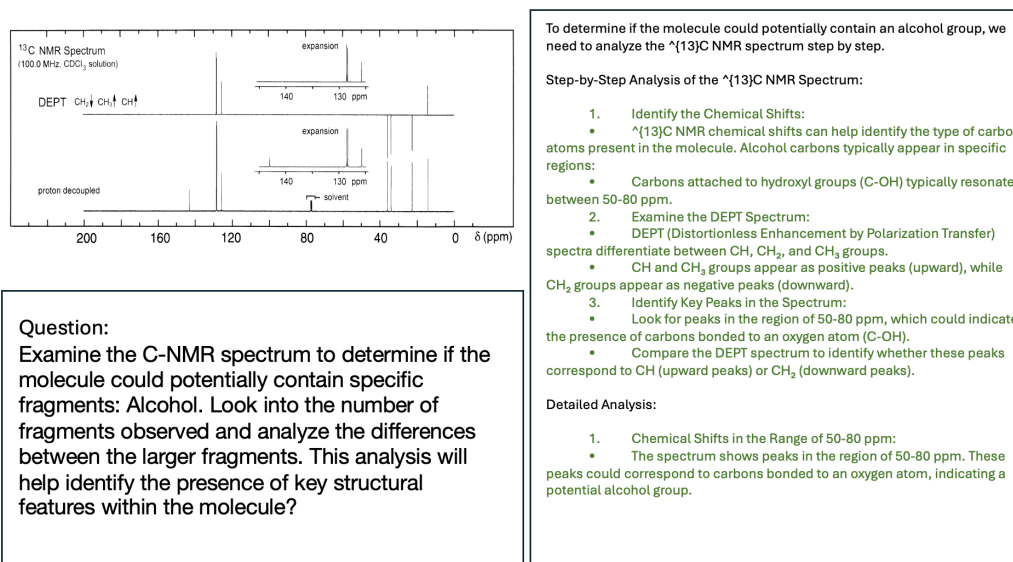 13C NMR Spectrum
(100.0 MHz, CDCl3 solution)
expansion
140 130 ppm
DEPT CH2↓ CH3↑ CH↑
expansion
140 130 ppm
proton decoupled
solvent
200 160 120 80 40 0 δ (ppm)
Question:
Examine the C-NMR spectrum to determine if the
molecule could potentially contain specific
fragments: Alcohol. Look into the number of
fragments observed and analyze the differences
between the larger fragments. This analysis will
help identify the presence of key structural
features within the molecule?
To determine if the molecule could potentially contain an alcohol group, we
need to analyze the ^{13}C NMR spectrum step by step.
Step-by-Step Analysis of the ^{13}C NMR Spectrum:
1. Identify the Chemical Shifts:
• ^{13}C NMR chemical shifts can help identify the type of carbo
atoms present in the molecule. Alcohol carbons typically appear in specific
regions:
• Carbons attached to hydroxyl groups (C-OH) typically resonate
between 50-80 ppm.
2. Examine the DEPT Spectrum:
• DEPT (Distortionless Enhancement by Polarization Transfer)
spectra differentiate between CH, CH2, and CH3 groups.
• CH and CH3 groups appear as positive peaks (upward), while
CH2 groups appear as negative peaks (downward).
3. Identify Key Peaks in the Spectrum:
• Look for peaks in the region of 50-80 ppm, which could indicate
the presence of carbons bonded to an oxygen atom (C-OH).
• Compare the DEPT spectrum to identify whether these peaks
correspond to CH (upward peaks) or CH2 (downward peaks).
Detailed Analysis:
1. Chemical Shifts in the Range of 50-80 ppm:
• The spectrum shows peaks in the region of 50-80 ppm. These
peaks could correspond to carbons bonded to an oxygen atom, indicating a
potential alcohol group.